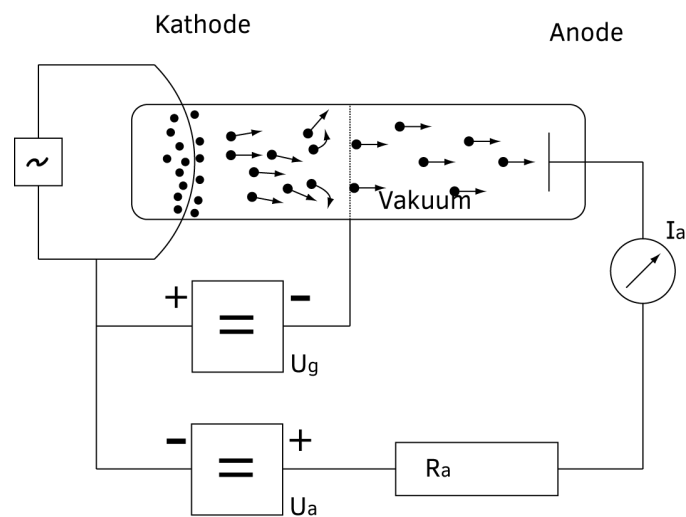 Kathode
Anode
~
Vakuum
Ia
+
-
=
Ug
-
+
=
Ua
Ra